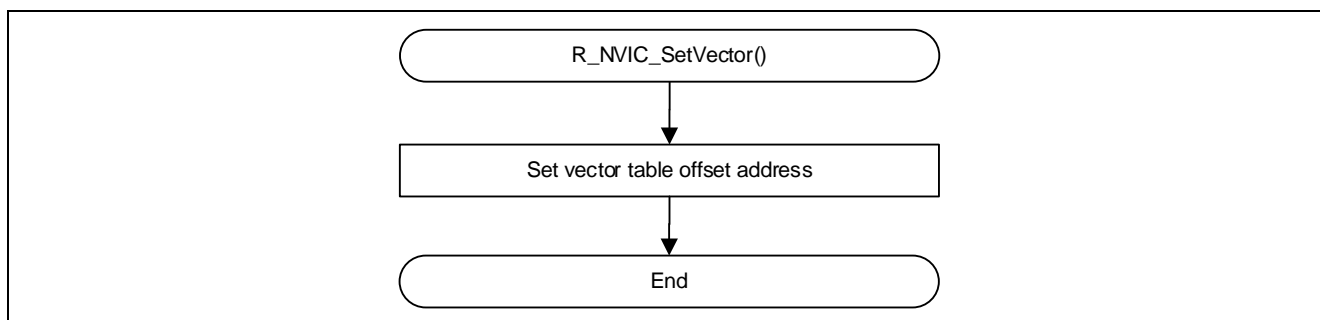 R_NVIC_SetVector()
Set vector table offset address
End